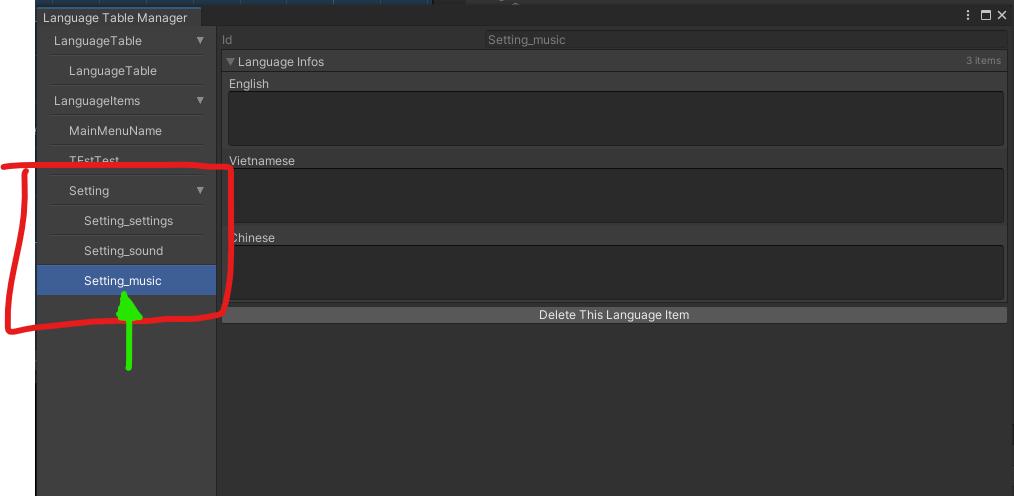 Language Table Manager
LanguageTable
LanguageTable
LanguageItems
MainMenuName
TEstTest
Setting
Setting_settings
Setting_sound
Setting_music
Id
Setting_music
Language Infos
3 items
English
Vietnamese
Chinese
Delete This Language Item